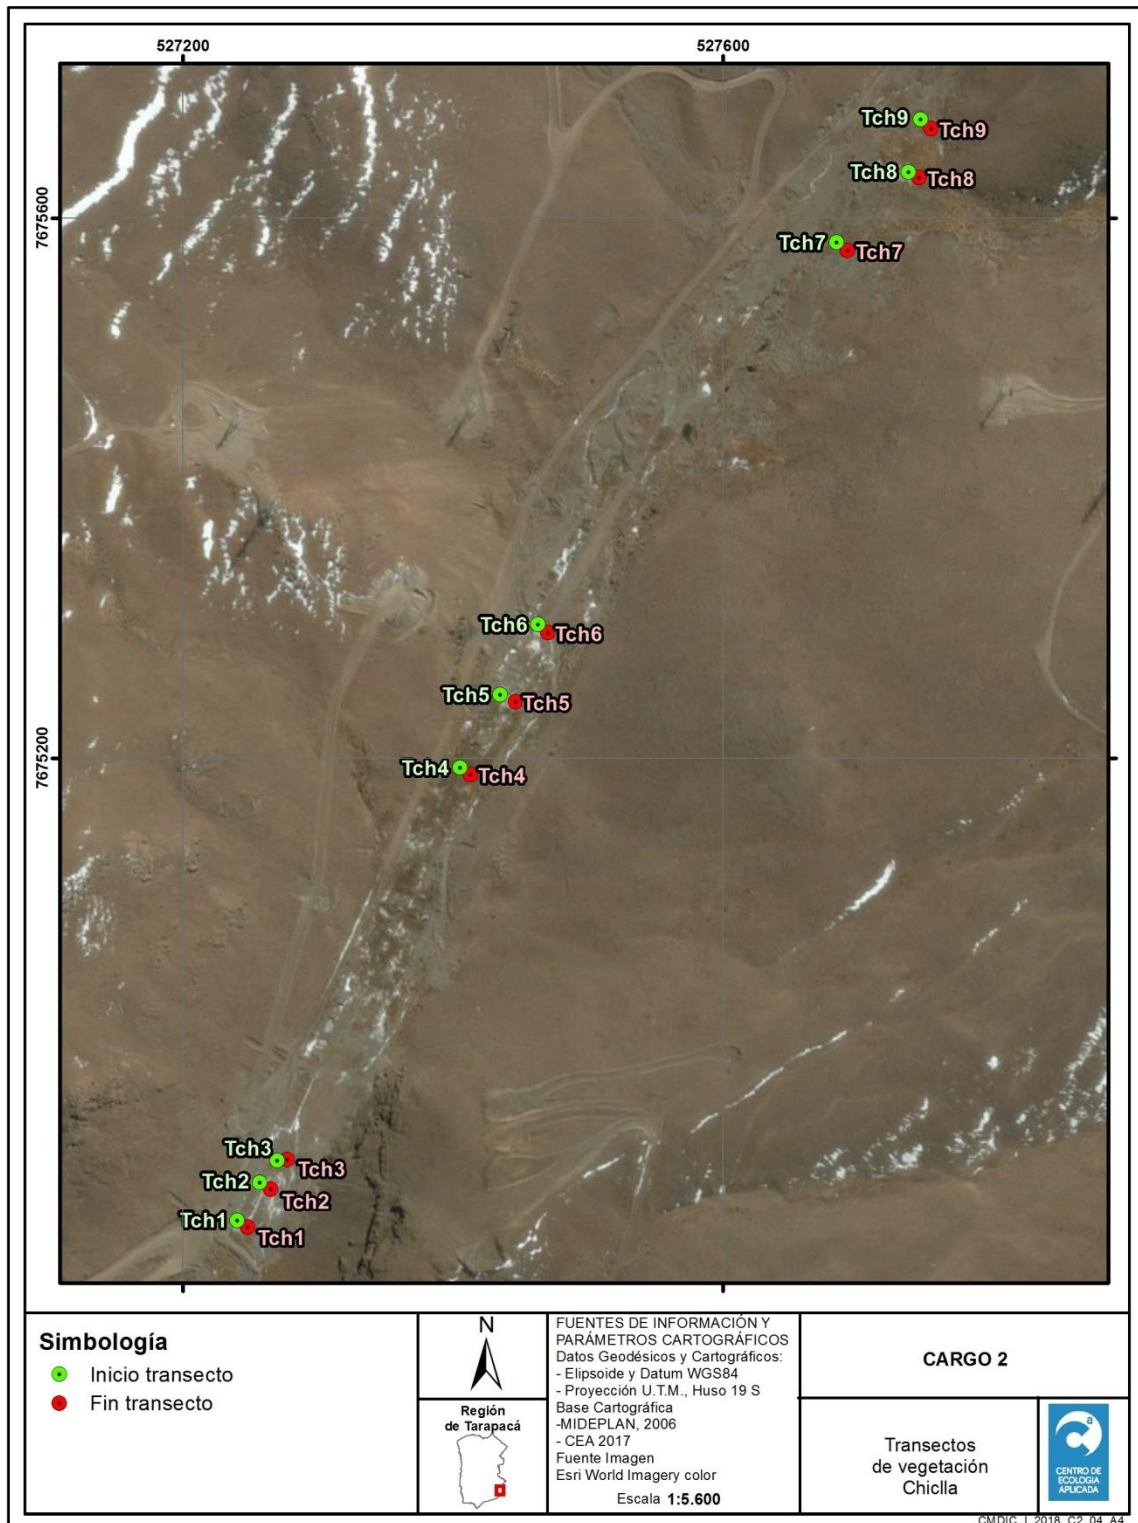 527200
527600
Tch9
Tch9
Tch8
Tch8
7675600
Tch7
Tch7
Tch6
Tch6
Tch5
Tch5
7675200
Tch4
Tch4
Tch3
Tch3
Tch2
Tch2
Tch1
Tch1
Simbología
Inicio transecto
Fin transecto
N
Región
de Tarapacá
FUENTES DE INFORMACIÓN Y
PARÁMETROS CARTOGRÁFICOS
Datos Geodésicos y Cartográficos:
- Elipsoide y Datum WGS84
- Proyección U.T.M., Huso 19 S
Base Cartográfica
-MIDEPLAN, 2006
- CEA 2017
Fuente Imagen
Esri World Imagery color
Escala 1:5.600
CARGO 2
Transectos
de vegetación
Chiclla
a
CENTRO DE
ECOLOGIA
APLICADA
CMDIC_I_2018_C2_04_A4